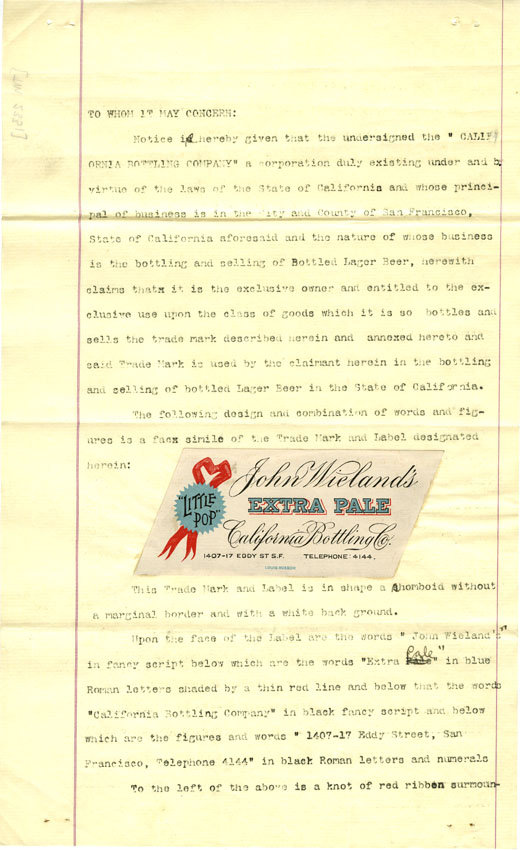 TO WHOM IT MAY CONCERN:
Notice is hereby given that the undersigned the " CALIF
ORNIA BOTTLING COMPANY" a corporation duly existing under and by
virtue of the laws of the State of California and whose princi-
pal of business is in the City and County of San Francisco,
State of California aforesaid and the nature of whose business
is the bottling and selling of Bottled Lager Beer, herewith
claims thatx it is the exclusive owner and entitled to the ex-
clusive use upon the class of goods which it is so bottles and
sells the trade mark described herein and annexed hereto and
said Trade Mark is used by the claimant herein in the bottling
and selling of bottled Lager Beer in the State of California.
The following design and combination of words and fig-
ures is a facx simile of the Trade Mark and Label designated
herein:
"LITTLE
POP"
John Wieland's
EXTRA PALE
California Bottling Co.
1407-17 EDDY ST S.F. TELEPHONE: 4144.
This Trade Mark and Label is in shape a Rhomboid without
a marginal border and with a white back ground.
Upon the face of the Label are the words " John Wieland's"
in fancy script below which are the words "Extra Pale" in blue
Roman letters shaded by a thin red line and below that the words
"California Bottling Company" in black fancy script and below
which are the figures and words " 1407-17 Eddy Street, San
Francisco, Telephone 4144" in black Roman letters and numerals
To the left of the above is a knot of red ribben surmoun-